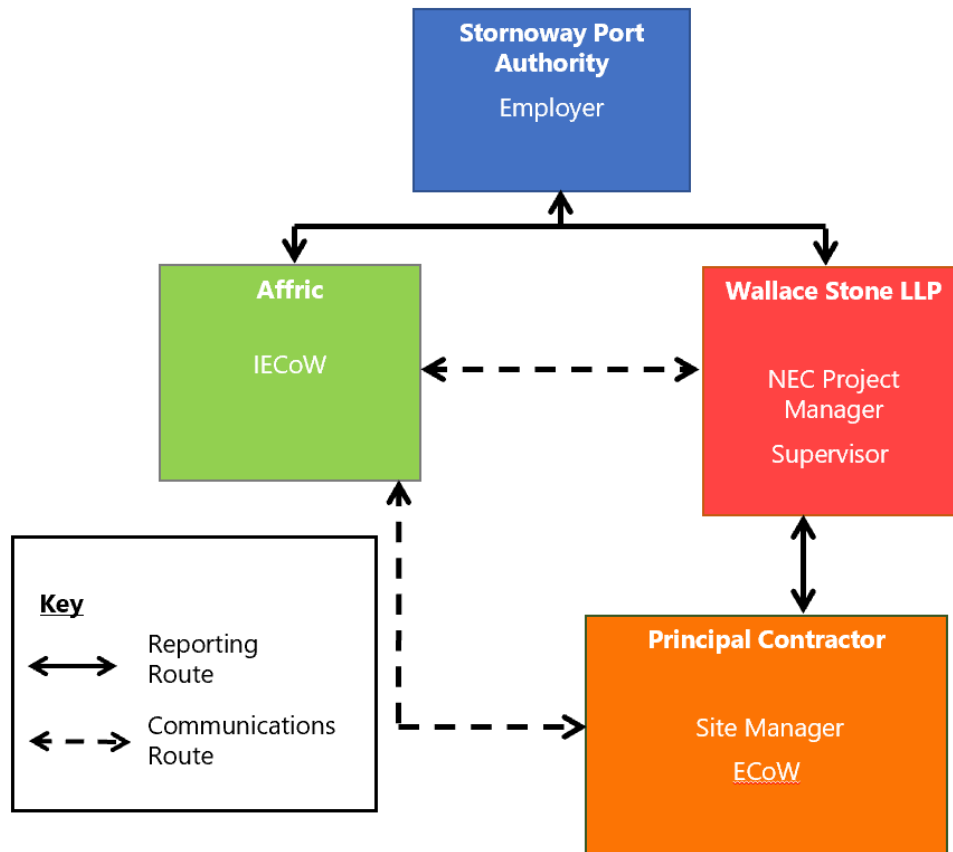 Stornoway Port
Authority
Employer
Affric
IECoW
Wallace Stone LLP
NEC Project
Manager
Supervisor
Key
Reporting
Route
Communications
Route
Principal Contractor
Site Manager
ECoW